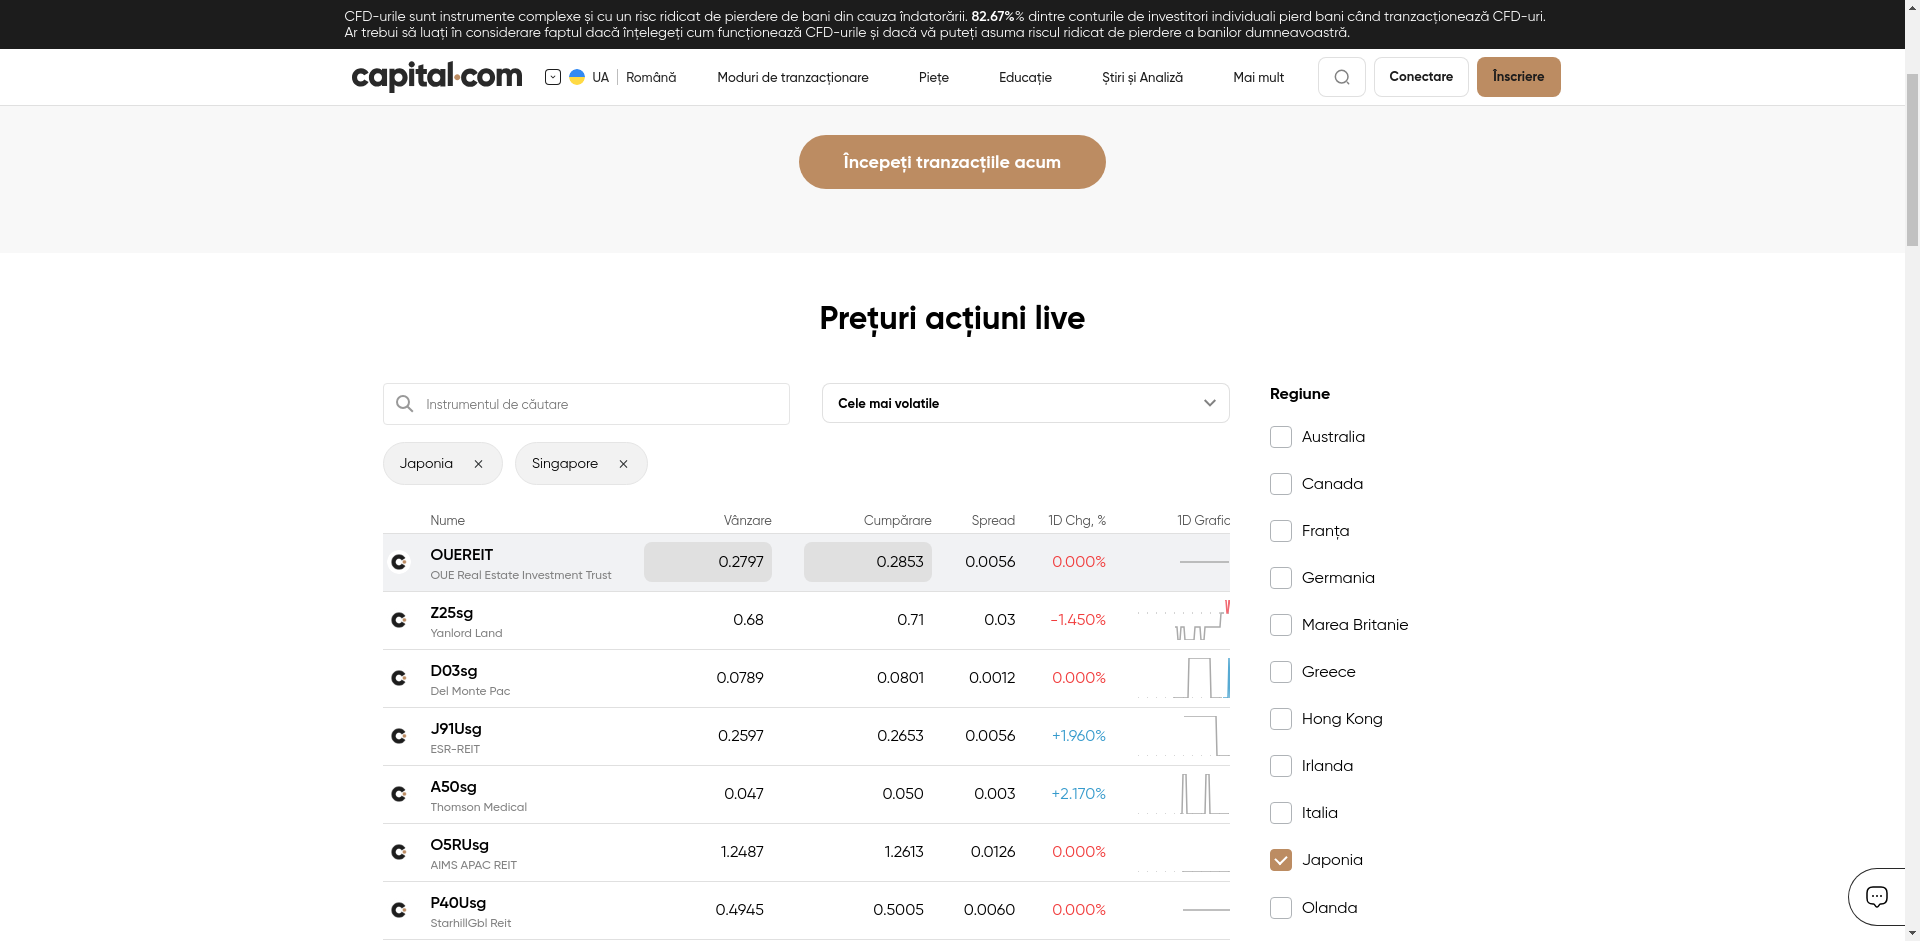 CFD-urile sunt instrumente complexe și cu un risc ridicat de pierdere de bani din cauza îndatorării. 82.67%% dintre conturile de investitori individuali pierd bani când tranzacționează CFD-uri.
Ar trebui să luați în considerare faptul dacă înțelegeți cum funcționează CFD-urile și dacă vă puteți asuma riscul ridicat de pierdere a banilor dumneavoastră.
capital.com UA Română Moduri de tranzacționare Piețe Educație Știri și Analiză Mai mult Conectare Înscriere
Începeți tranzacțiile acum
Prețuri acțiuni live
Instrumentul de căutare
Cele mai volatile
Japonia
Singapore
Nume Vânzare Cumpărare Spread 1D Chg, % 1D Grafic
OUEREIT 0.2797 0.2853 0.0056 0.000%
OUE Real Estate Investment Trust
Z25sg 0.68 0.71 0.03 -1.450%
Yanlord Land
D03sg 0.0789 0.0801 0.0012 0.000%
Del Monte Pac
J91Usg 0.2597 0.2653 0.0056 +1.960%
ESR-REIT
A50sg 0.047 0.050 0.003 +2.170%
Thomson Medical
O5RUsg 1.2487 1.2613 0.0126 0.000%
AIMS APAC REIT
P40Usg 0.4945 0.5005 0.0060 0.000%
StarhillGbl Reit
Regiune
Australia
Canada
Franța
Germania
Marea Britanie
Greece
Hong Kong
Irlanda
Italia
Japonia
Olanda